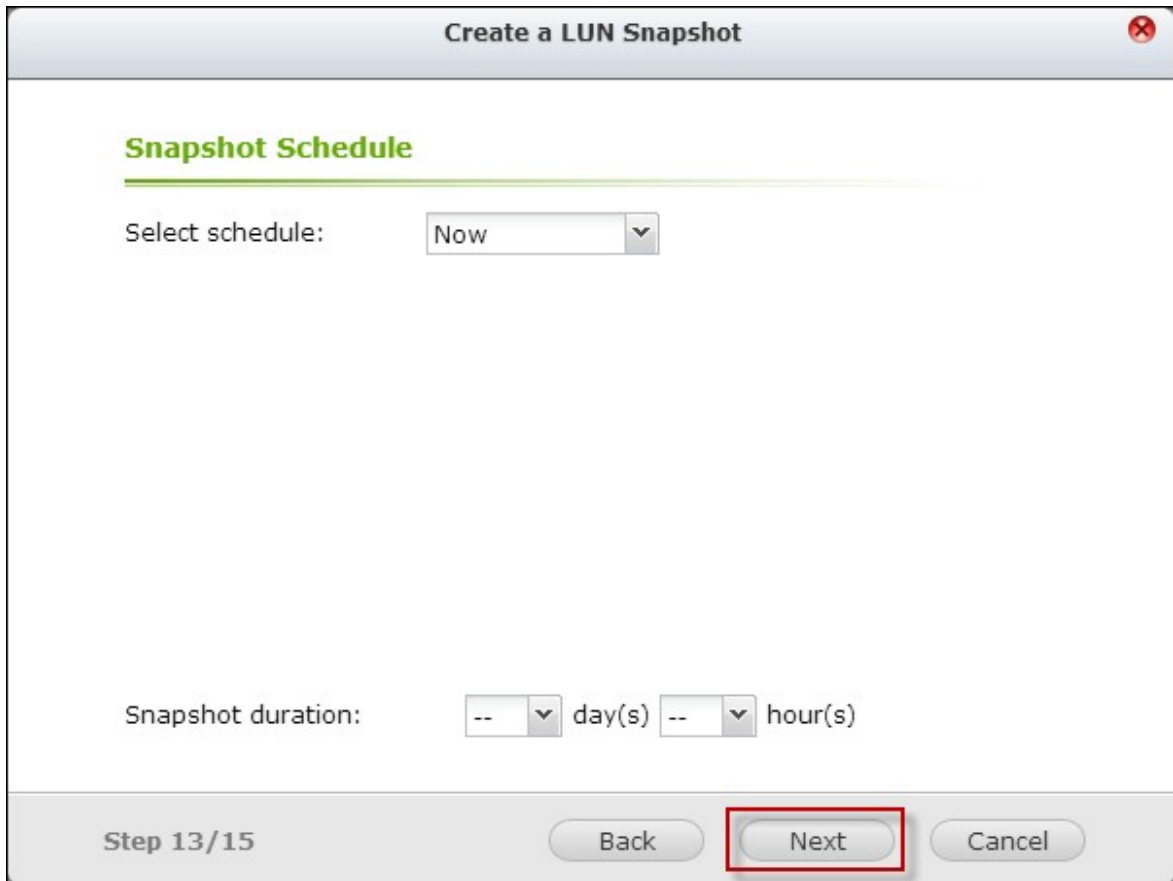 Create a LUN Snapshot
Snapshot Schedule
Select schedule: Now
Snapshot duration: -- day(s) -- hour(s)
Step 13/15 Back Next Cancel